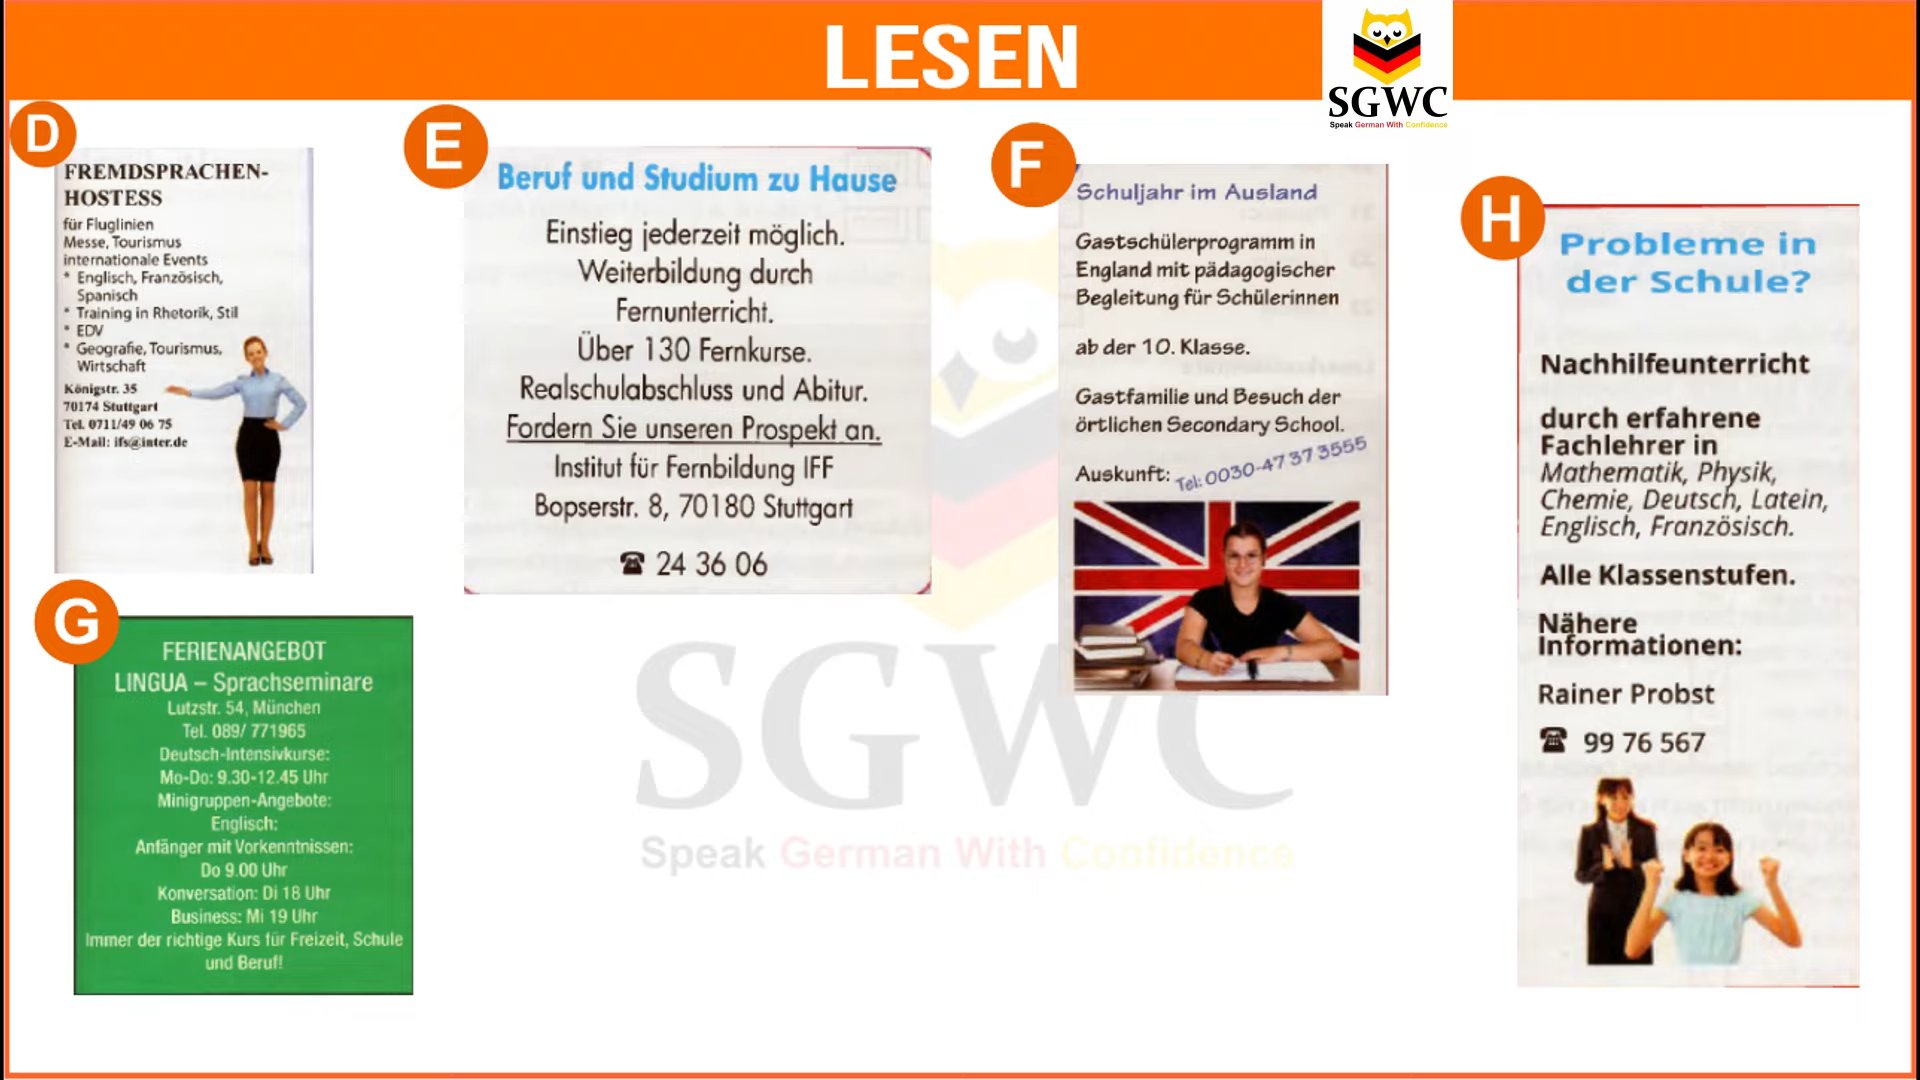 LESEN
SGWC
Speak German With Confidence
D
FREMDSPRACHEN-
HOSTESS
für Fluglinien
Messe, Tourismus
internationale Events
* Englisch, Französisch,
Spanisch
* Training in Rhetorik, Stil
* EDV
* Geografie, Tourismus,
Wirtschaft
Königstr. 35
70174 Stuttgart
Tel. 0711/49 06 75
E-Mail: ifs@inter.de
E
Beruf und Studium zu Hause
Einstieg jederzeit möglich.
Weiterbildung durch
Fernunterricht.
Über 130 Fernkurse.
Realschulabschluss und Abitur.
Fordern Sie unseren Prospekt an.
Institut für Fernbildung IFF
Bopserstr. 8, 70180 Stuttgart
☎ 24 36 06
F
Schuljahr im Ausland
Gastschülerprogramm in
England mit pädagogischer
Begleitung für Schülerinnen
ab der 10. Klasse.
Gastfamilie und Besuch der
örtlichen Secondary School.
Auskunft: Tel: 0030-47 37 3555
G
FERIENANGEBOT
LINGUA – Sprachseminare
Lutzstr. 54, München
Tel. 089/ 771965
Deutsch-Intensivkurse:
Mo-Do: 9.30-12.45 Uhr
Minigruppen-Angebote:
Englisch:
Anfänger mit Vorkenntnissen:
Do 9.00 Uhr
Konversation: Di 18 Uhr
Business: Mi 19 Uhr
Immer der richtige Kurs für Freizeit, Schule
und Beruf!
H
Probleme in
der Schule?
Nachhilfeunterricht
durch erfahrene
Fachlehrer in
Mathematik, Physik,
Chemie, Deutsch, Latein,
Englisch, Französisch.
Alle Klassenstufen.
Nähere
Informationen:
Rainer Probst
☎ 99 76 567
SGWC
Speak German With Confidence